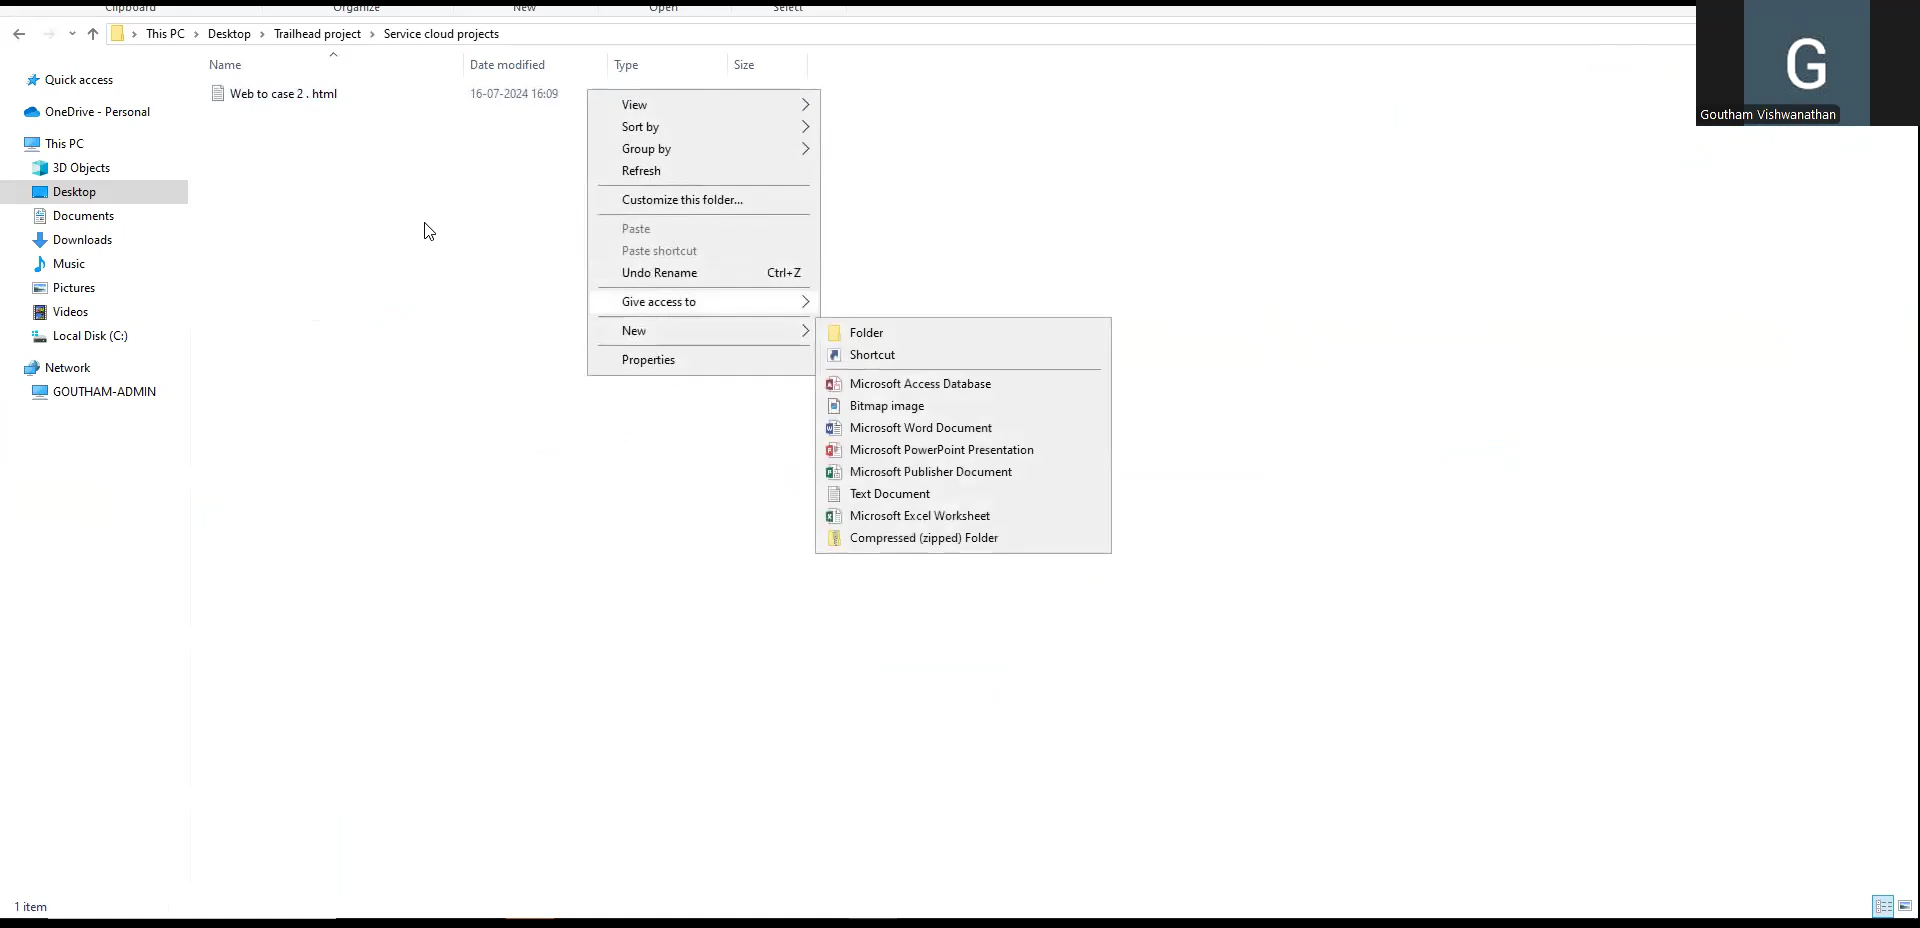 Clipboard Organize New Open Select
This PC Desktop Trailhead project Service cloud projects
Name Date modified Type Size
Web to case 2 . html 16-07-2024 16:09
Quick access
OneDrive - Personal
This PC
3D Objects
Desktop
Documents
Downloads
Music
Pictures
Videos
Local Disk (C:)
Network
GOUTHAM-ADMIN
View
Sort by
Group by
Refresh
Customize this folder...
Paste
Paste shortcut
Undo Rename Ctrl+Z
Give access to
New
Properties
Folder
Shortcut
Microsoft Access Database
Bitmap image
Microsoft Word Document
Microsoft PowerPoint Presentation
Microsoft Publisher Document
Text Document
Microsoft Excel Worksheet
Compressed (zipped) Folder
G
Goutham Vishwanathan
1 item